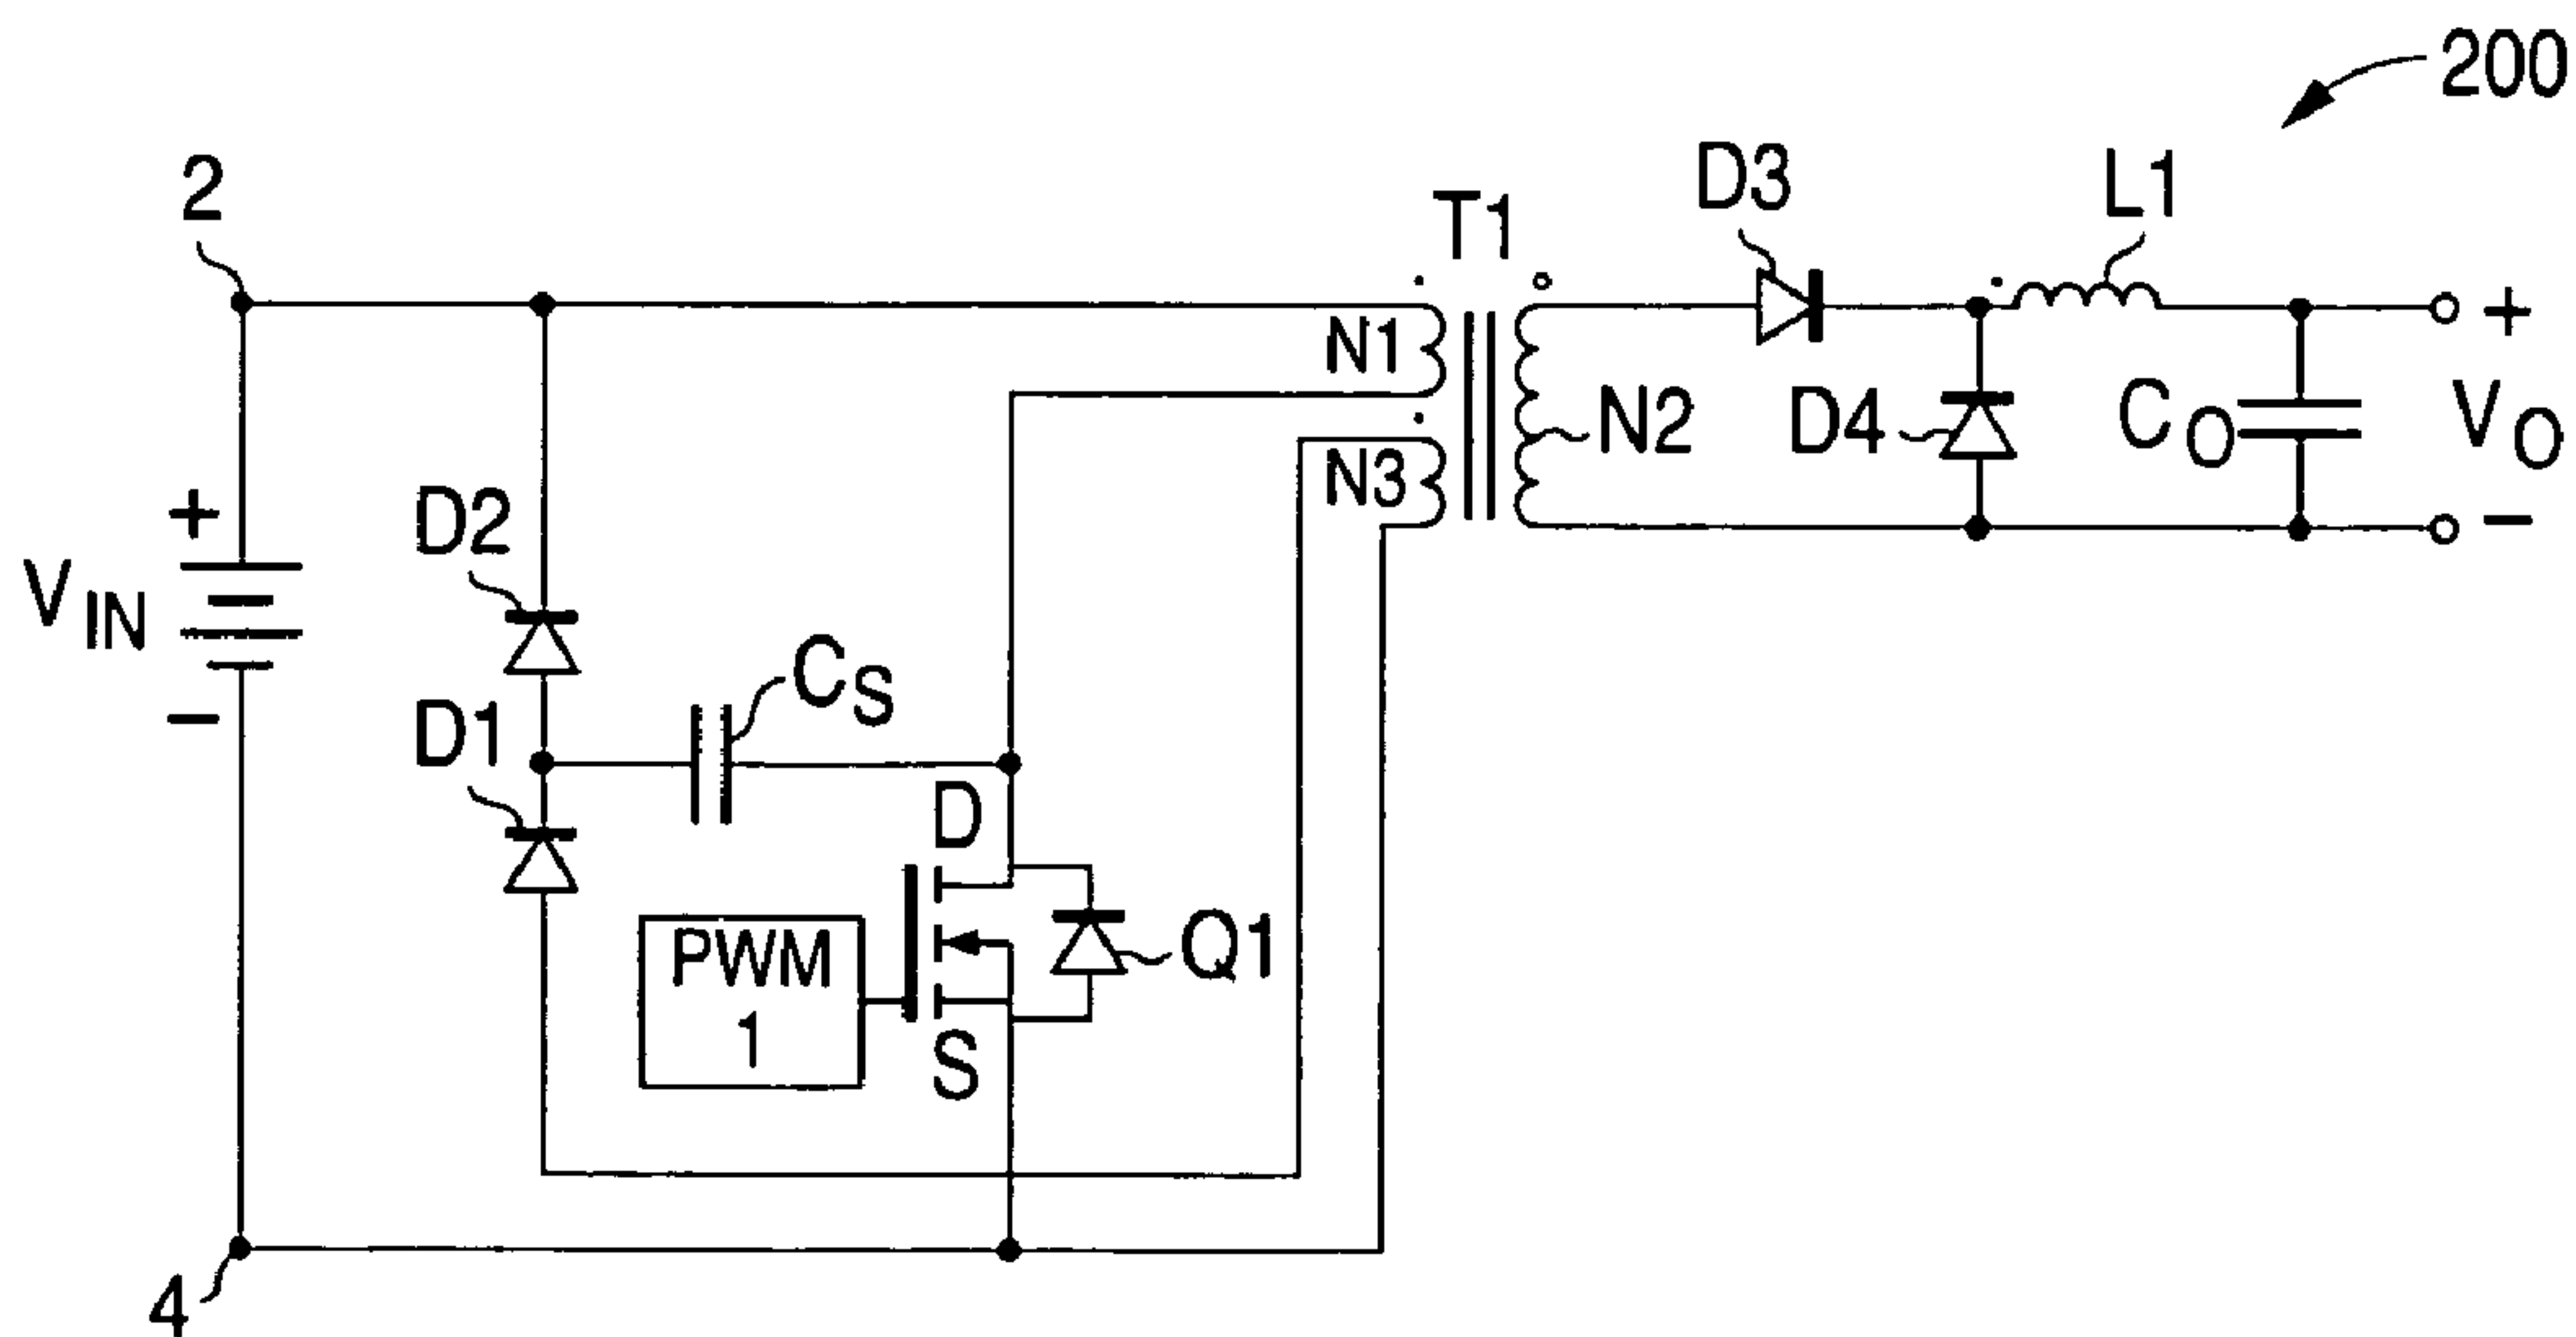 200
2
T1
D3
L1
N1
N2
D4
CO
+
VO
−
N3
+
VIN
−
D2
CS
D1
D
PWM
1
Q1
S
4